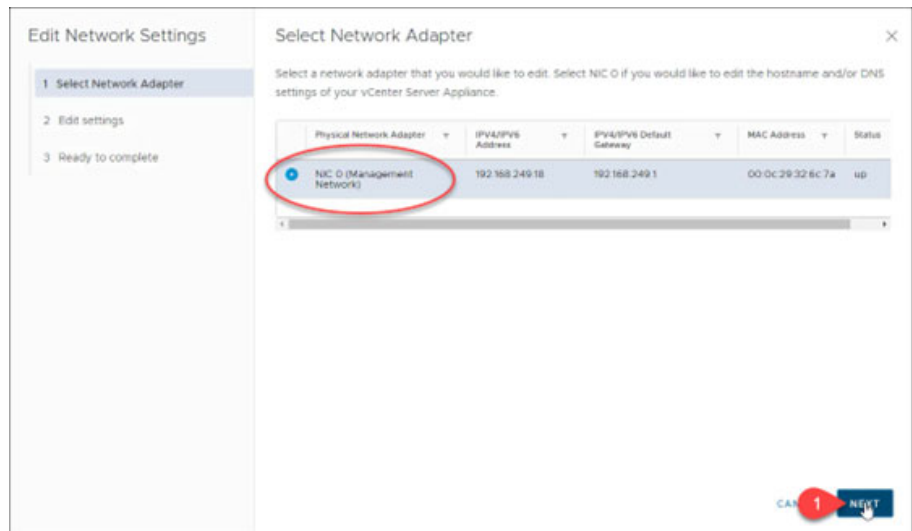 Edit Network Settings
1 Select Network Adapter
2 Edit settings
3 Ready to complete
Select Network Adapter
Select a network adapter that you would like to edit. Select NIC 0 if you would like to edit the hostname and/or DNS
settings of your vCenter Server Appliance.
Physical Network Adapter IPV4/IPV6 Address IPV4/IPV6 Default Gateway MAC Address Status
NIC 0 (Management Network) 192.168.249.18 192.168.249.1 00:0c:29:32:6c:7a up
1 NEXT